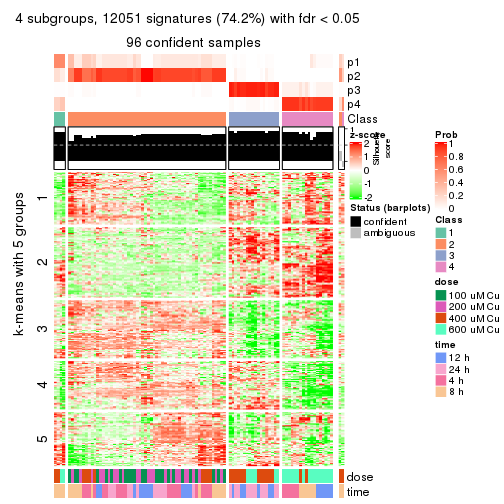 4 subgroups, 12051 signatures (74.2%) with fdr < 0.05
96 confident samples
p1
p2
p3
p4
Class
1
0
Silhouette
score
k-means with 5 groups
1
2
3
4
5
dose
time
z-score
2
1
0
-1
-2
Status (barplots)
confident
ambiguous
Prob
1
0.8
0.6
0.4
0.2
0
Class
1
2
3
4
dose
100 uM Cu
200 uM Cu
400 uM Cu
600 uM Cu
time
12 h
24 h
4 h
8 h